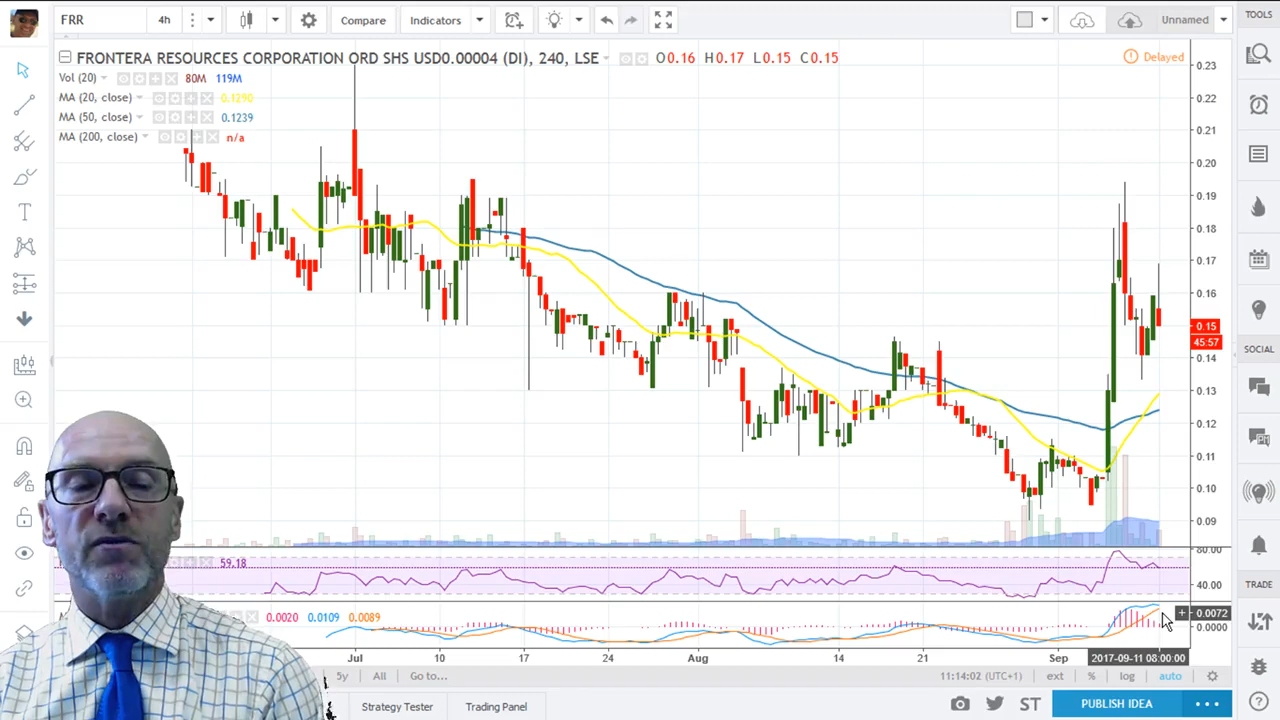 FRR 4h Compare Indicators Unnamed TOOLS
FRONTERA RESOURCES CORPORATION ORD SHS USD0.00004 (DI), 240, LSE O0.16 H0.17 L0.15 C0.15 Delayed
Vol (20) 80M 119M
MA (20, close) 0.1290
MA (50, close) 0.1239
MA (200, close) n/a
0.23
0.22
0.21
0.20
0.19
0.18
0.17
0.16
0.15
45:57
0.14
0.13
0.12
0.11
0.10
0.09
SOCIAL
TRADE
80.00
59.18
40.00
0.0020 0.0109 0.0089
0.0072
0.0000
Jul 10 17 24 Aug 14 21 Sep 2017-09-11 08:00:00
5y All Go to... 11:14:02 (UTC+1) ext % log auto
Strategy Tester Trading Panel ST PUBLISH IDEA